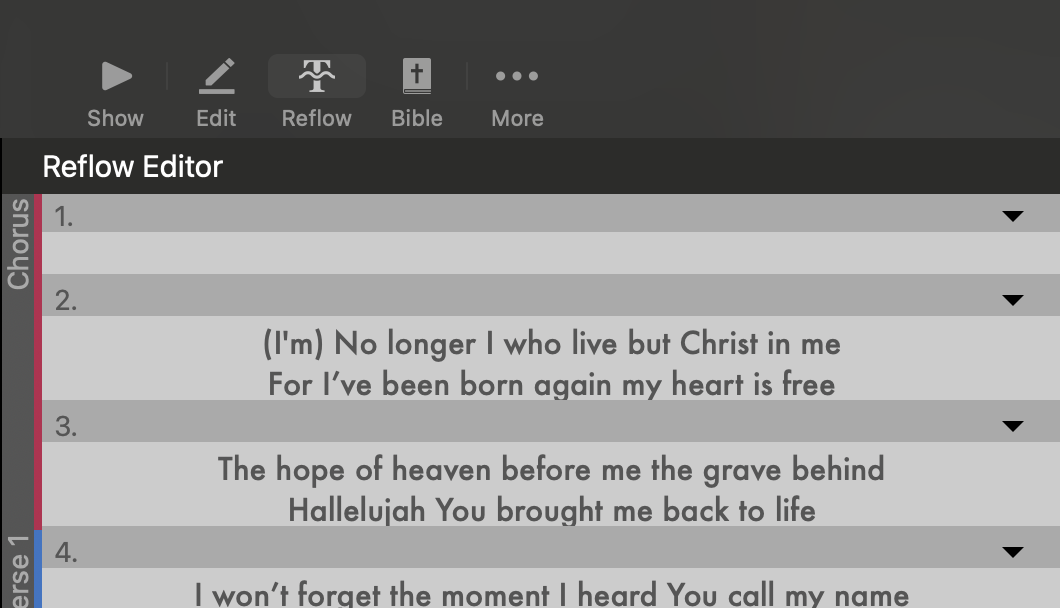 Show Edit Reflow Bible More
Reflow Editor
Chorus
1.
2.
(I'm) No longer I who live but Christ in me
For I’ve been born again my heart is free
3.
The hope of heaven before me the grave behind
Hallelujah You brought me back to life
erse 1
4.
I won’t forget the moment I heard You call my name